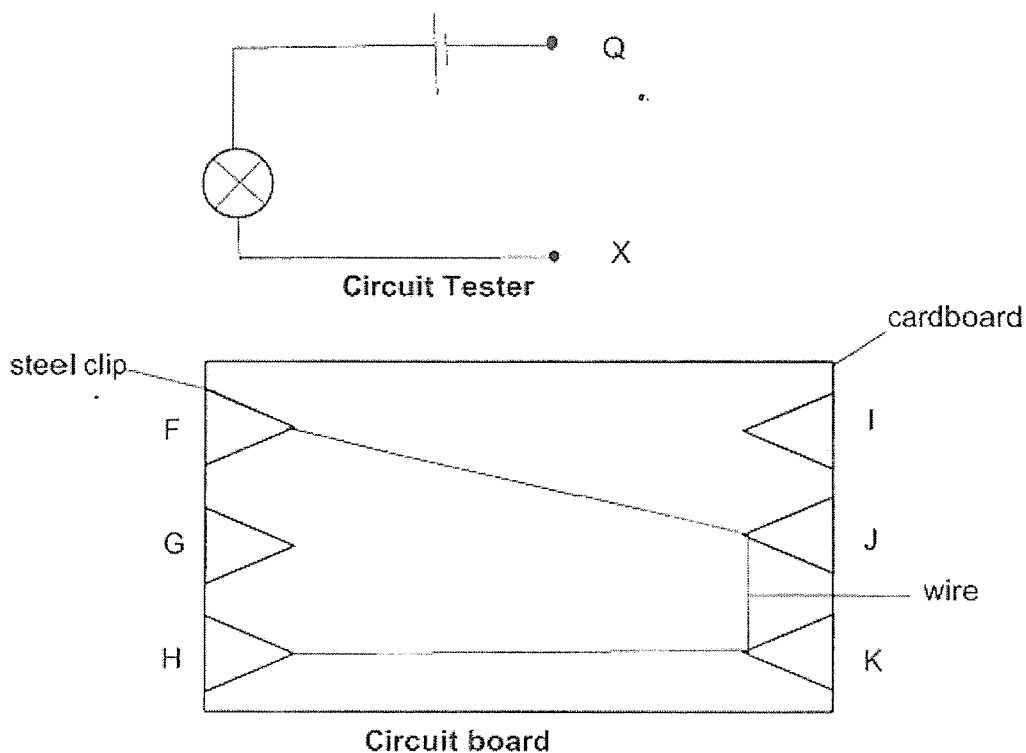 Q
X
Circuit Tester
cardboard
steel clip
F
I
G
J
wire
H
K
Circuit board